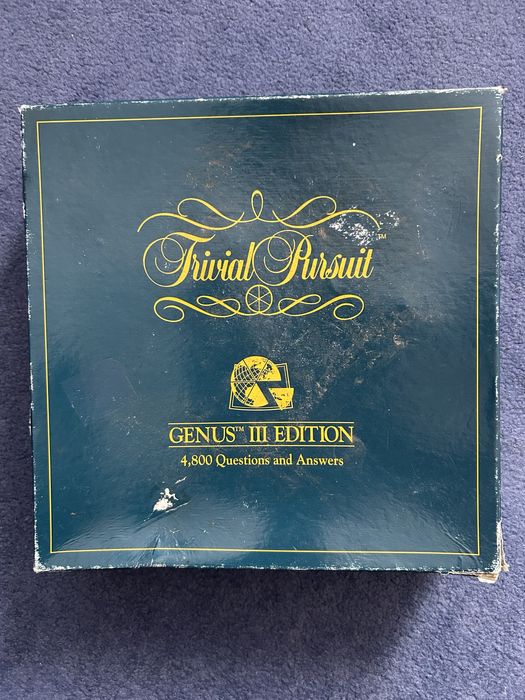 Trivial Pursuit™
GENUS™ III EDITION
4,800 Questions and Answers